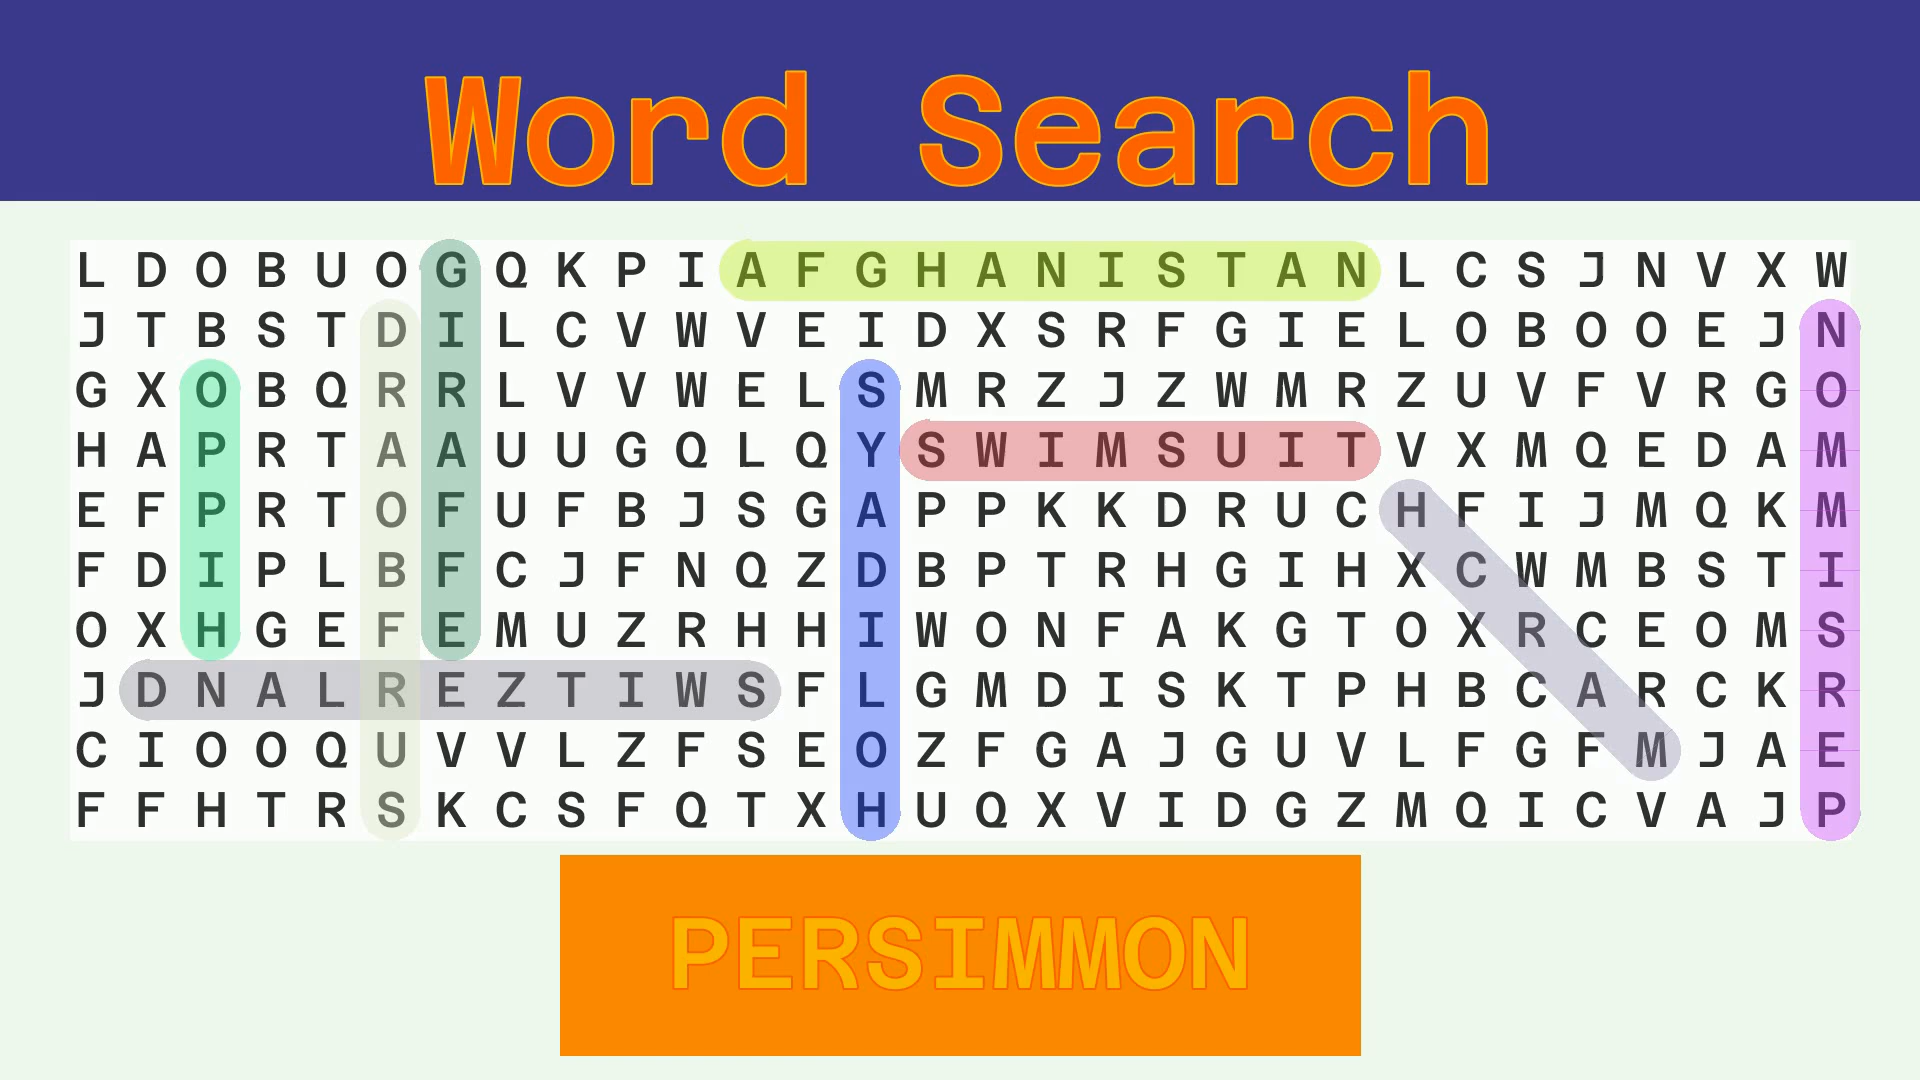 Word Search
L D O B U O G Q K P I A F G H A N I S T A N L C S J N V X W
J T B S T D I L C V W V E I D X S R F G I E L O B O O E J N
G X O B Q R R L V V W E L S M R Z J Z W M R Z U V F V R G O
H A P R T A A U U G Q L Q Y S W I M S U I T V X M Q E D A M
E F P R T O F U F B J S G A P P K K D R U C H F I J M Q K M
F D I P L B F C J F N Q Z D B P T R H G I H X C W M B S T I
O X H G E F E M U Z R H H I W O N F A K G T O X R C E O M S
J D N A L R E Z T I W S F L G M D I S K T P H B C A R C K R
C I O O Q U V V L Z F S E O Z F G A J G U V L F G F M J A E
F F H T R S K C S F Q T X H U Q X V I D G Z M Q I C V A J P
PERSIMMON